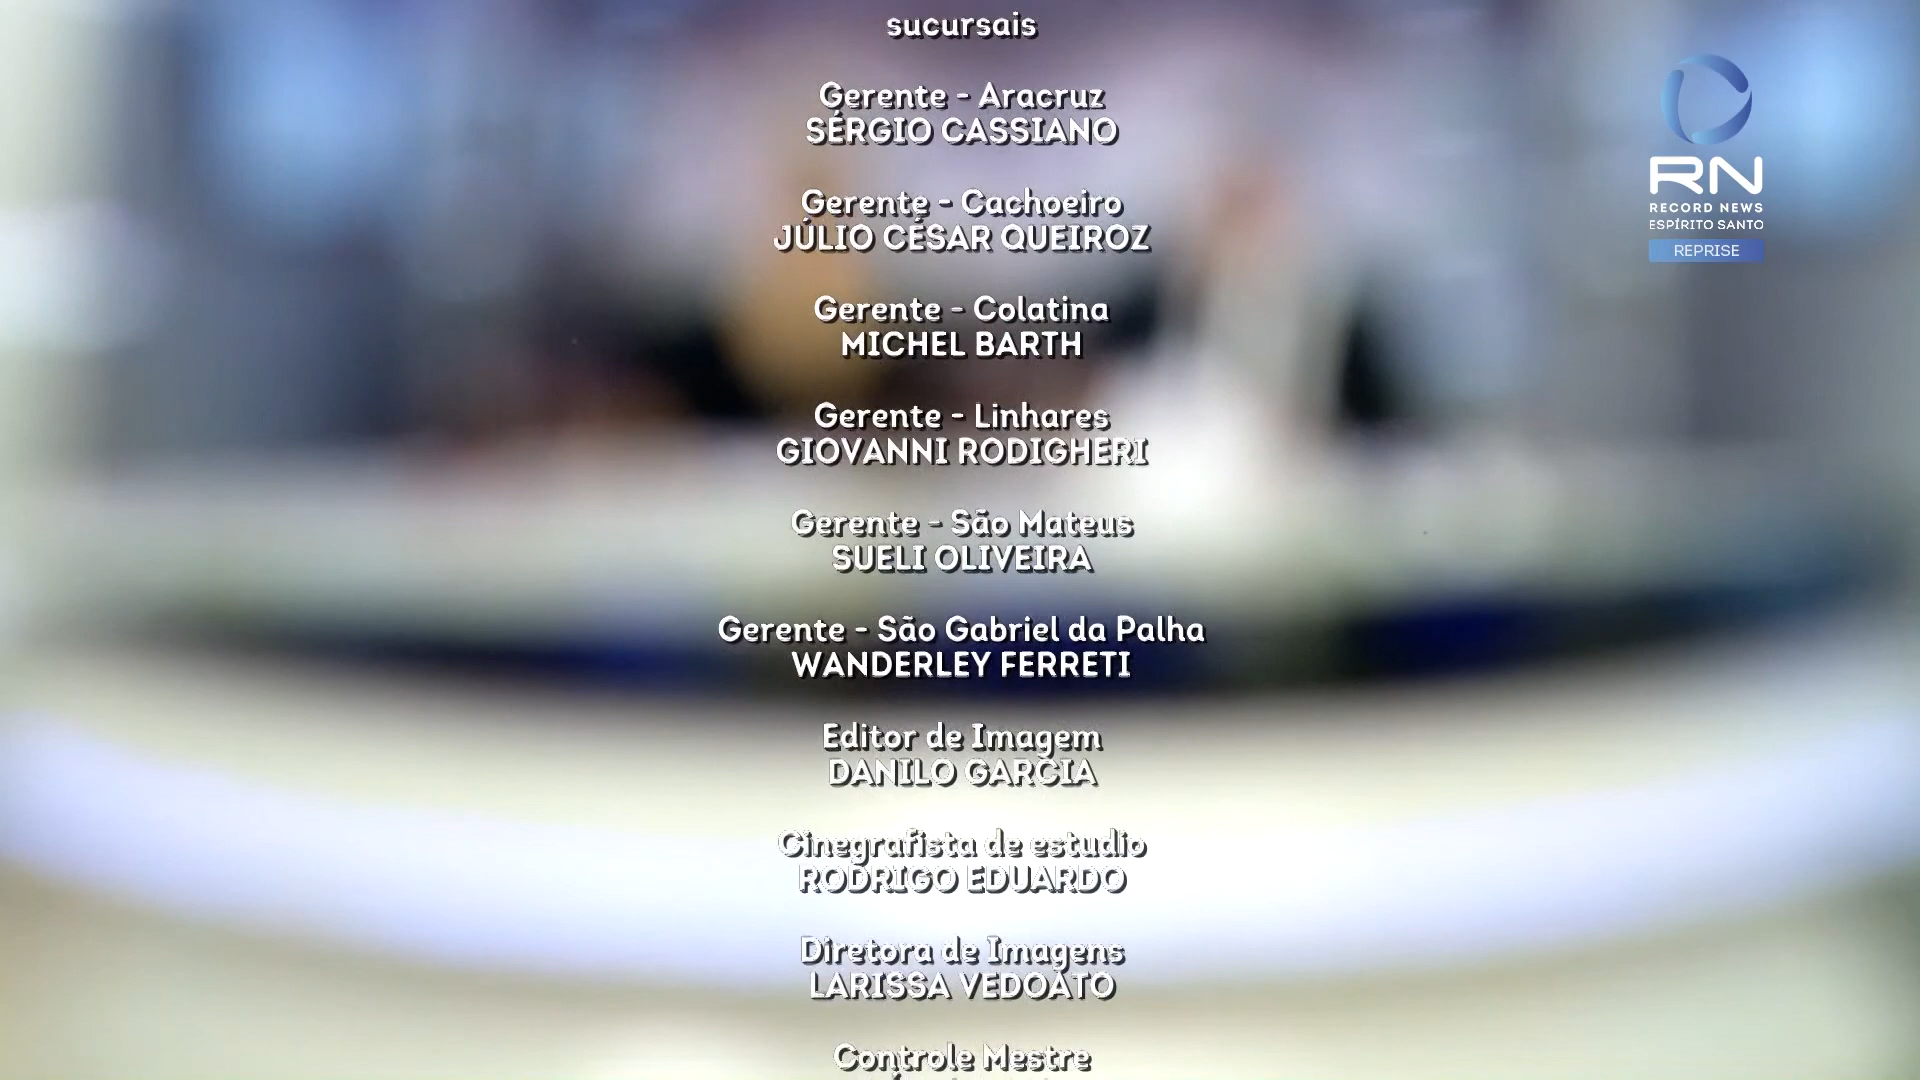 sucursais
Gerente - Aracruz
SÉRGIO CASSIANO
Gerente - Cachoeiro
JÚLIO CÉSAR QUEIROZ
Gerente - Colatina
MICHEL BARTH
Gerente - Linhares
GIOVANNI RODIGHERI
Gerente - São Mateus
SUELI OLIVEIRA
Gerente - São Gabriel da Palha
WANDERLEY FERRETI
Editor de Imagem
DANILO GARCIA
Cinegrafista de estudio
RODRIGO EDUARDO
Diretora de Imagens
LARISSA VEDOATO
Controle Mestre
RN
RECORD NEWS
ESPÍRITO SANTO
REPRISE